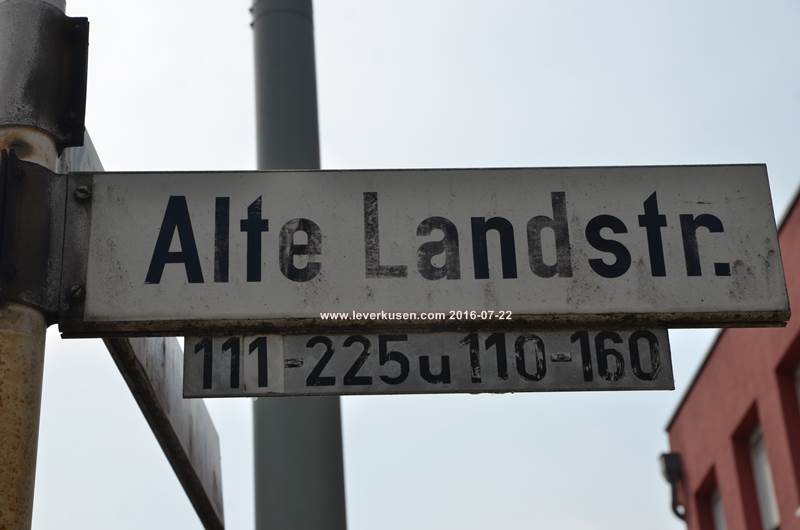 Alte Landstr.
www.leverkusen.com 2016-07-22
111-225u110-160